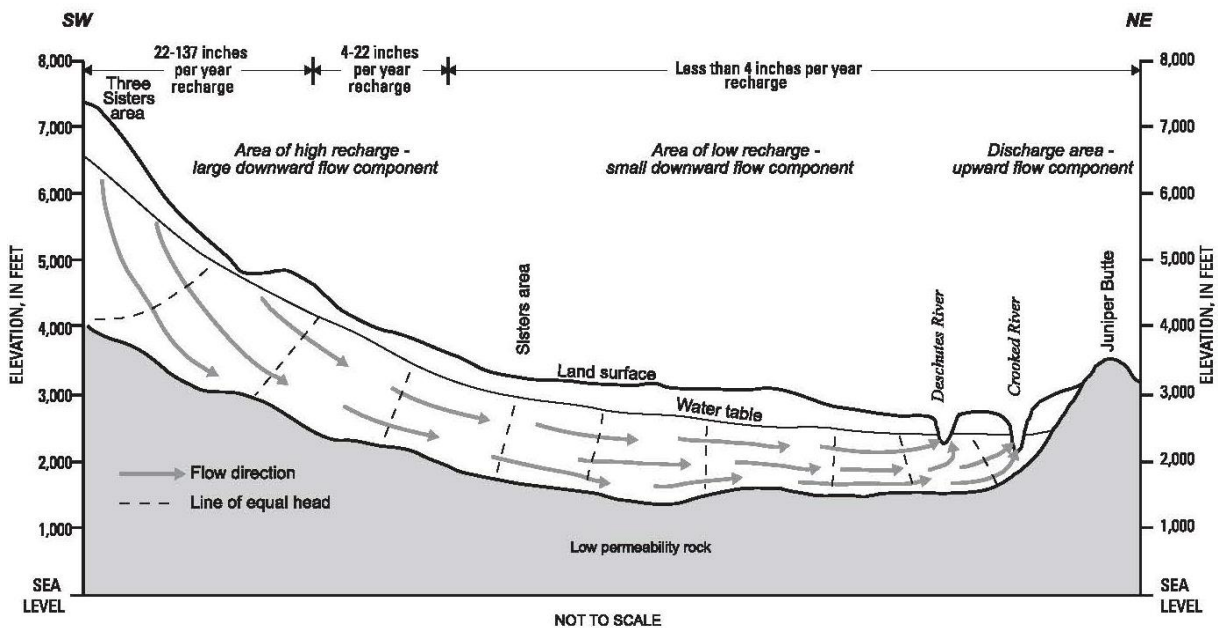 SW
NE
22-137 inches
per year
recharge
4-22 inches
per year
recharge
Less than 4 inches per year
recharge
8,000
7,000
6,000
5,000
4,000
3,000
2,000
1,000
SEA
LEVEL
ELEVATION, IN FEET
Three
Sisters
area
Area of high recharge -
large downward flow component
Area of low recharge -
small downward flow component
Discharge area -
upward flow component
Sisters area
Land surface
Water table
Deschutes River
Crooked River
Juniper Butte
Flow direction
Line of equal head
Low permeability rock
8,000
7,000
6,000
5,000
4,000
3,000
2,000
1,000
SEA
LEVEL
ELEVATION, IN FEET
NOT TO SCALE